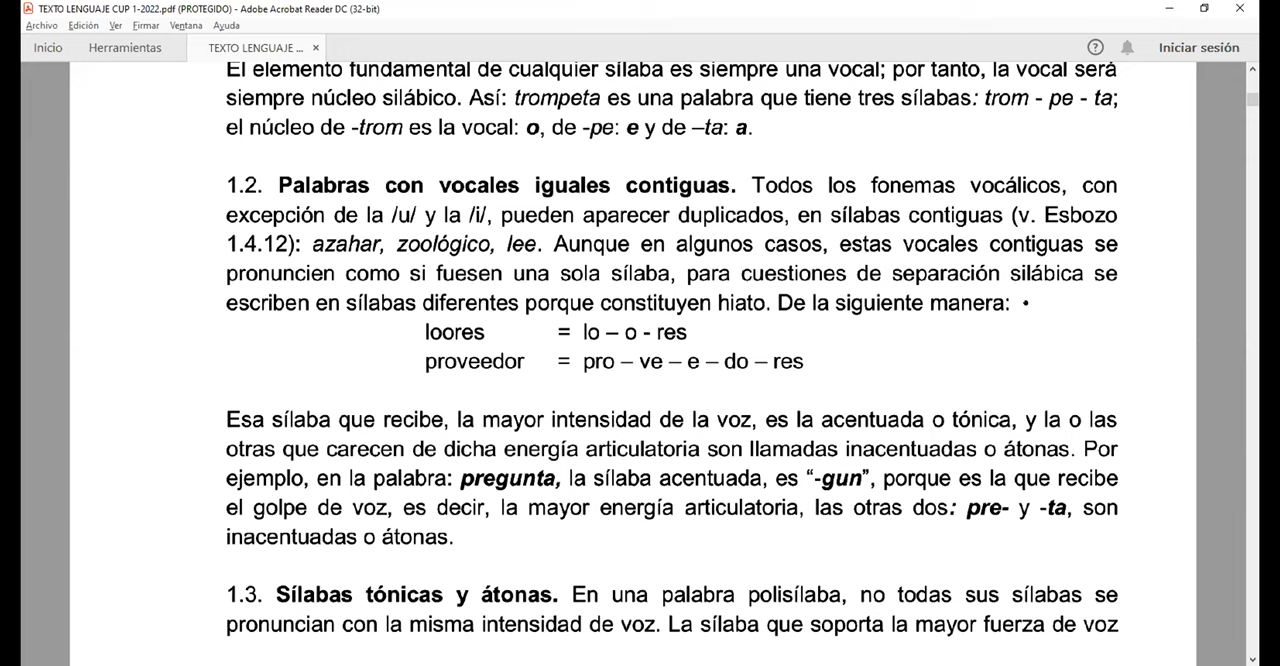 TEXTO LENGUAJE CUP 1-2022.pdf (PROTEGIDO) - Adobe Acrobat Reader DC (32-bit)
Archivo Edición Ver Firmar Ventana Ayuda
Inicio Herramientas TEXTO LENGUAJE ... × Iniciar sesión
El elemento fundamental de cualquier sílaba es siempre una vocal; por tanto, la vocal será
siempre núcleo silábico. Así: trompeta es una palabra que tiene tres sílabas: trom - pe - ta;
el núcleo de -trom es la vocal: o, de -pe: e y de –ta: a.
1.2. Palabras con vocales iguales contiguas. Todos los fonemas vocálicos, con
excepción de la /u/ y la /i/, pueden aparecer duplicados, en sílabas contiguas (v. Esbozo
1.4.12): azahar, zoológico, lee. Aunque en algunos casos, estas vocales contiguas se
pronuncien como si fuesen una sola sílaba, para cuestiones de separación silábica se
escriben en sílabas diferentes porque constituyen hiato. De la siguiente manera: •
loores = lo – o - res
proveedor = pro – ve – e – do – res
Esa sílaba que recibe, la mayor intensidad de la voz, es la acentuada o tónica, y la o las
otras que carecen de dicha energía articulatoria son llamadas inacentuadas o átonas. Por
ejemplo, en la palabra: pregunta, la sílaba acentuada, es “-gun”, porque es la que recibe
el golpe de voz, es decir, la mayor energía articulatoria, las otras dos: pre- y -ta, son
inacentuadas o átonas.
1.3. Sílabas tónicas y átonas. En una palabra polisílaba, no todas sus sílabas se
pronuncian con la misma intensidad de voz. La sílaba que soporta la mayor fuerza de voz